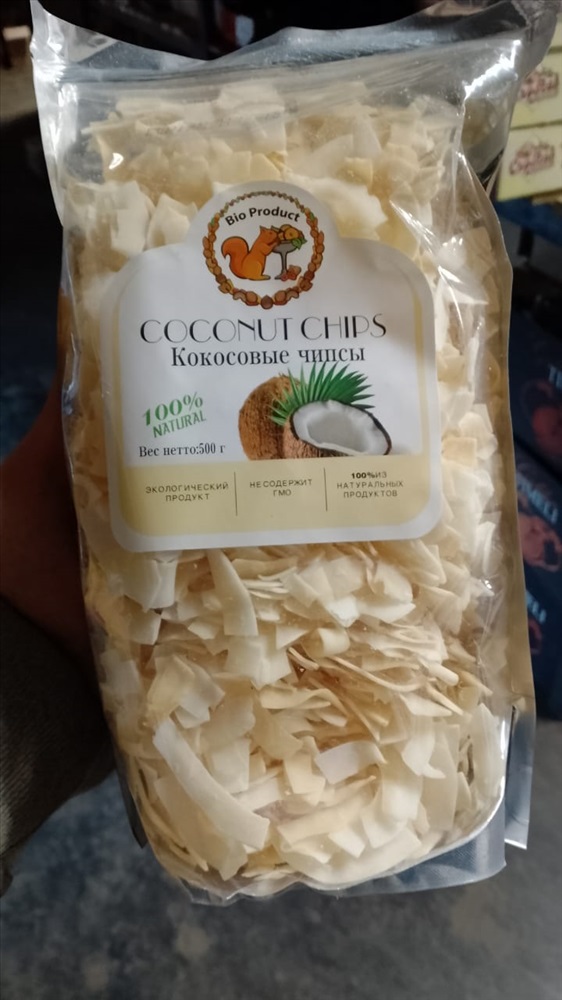 Bio Product
COCONUT CHIPS
Кокосовые чипсы
100%
NATURAL
Вес нетто:500 г
ЭКОЛОГИЧЕСКИЙ
ПРОДУКТ
НЕ СОДЕРЖИТ
ГМО
100%ИЗ
НАТУРАЛЬНЫХ
ПРОДУКТОВ